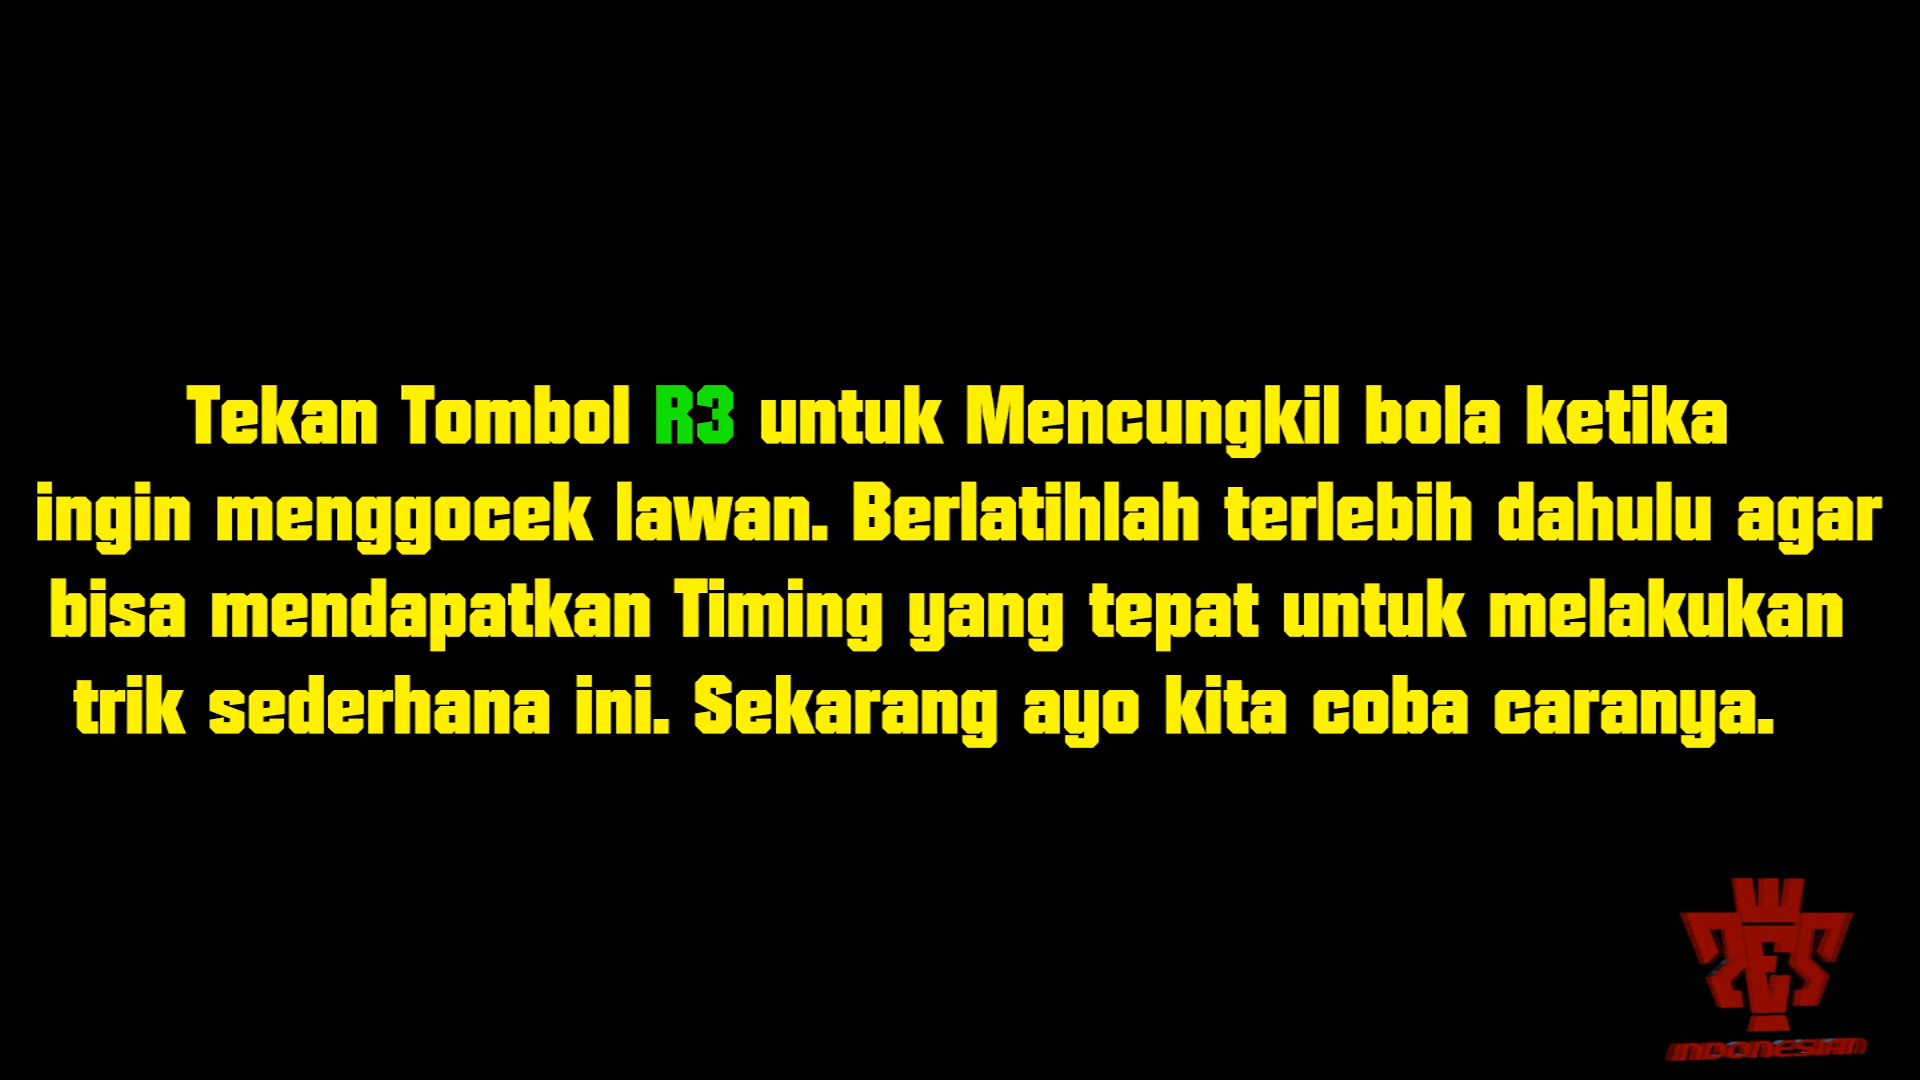 Tekan Tombol R3 untuk Mencungkil bola ketika
ingin menggocek lawan. Berlatihlah terlebih dahulu agar
bisa mendapatkan Timing yang tepat untuk melakukan
trik sederhana ini. Sekarang ayo kita coba caranya.
PES
INDONESIAN